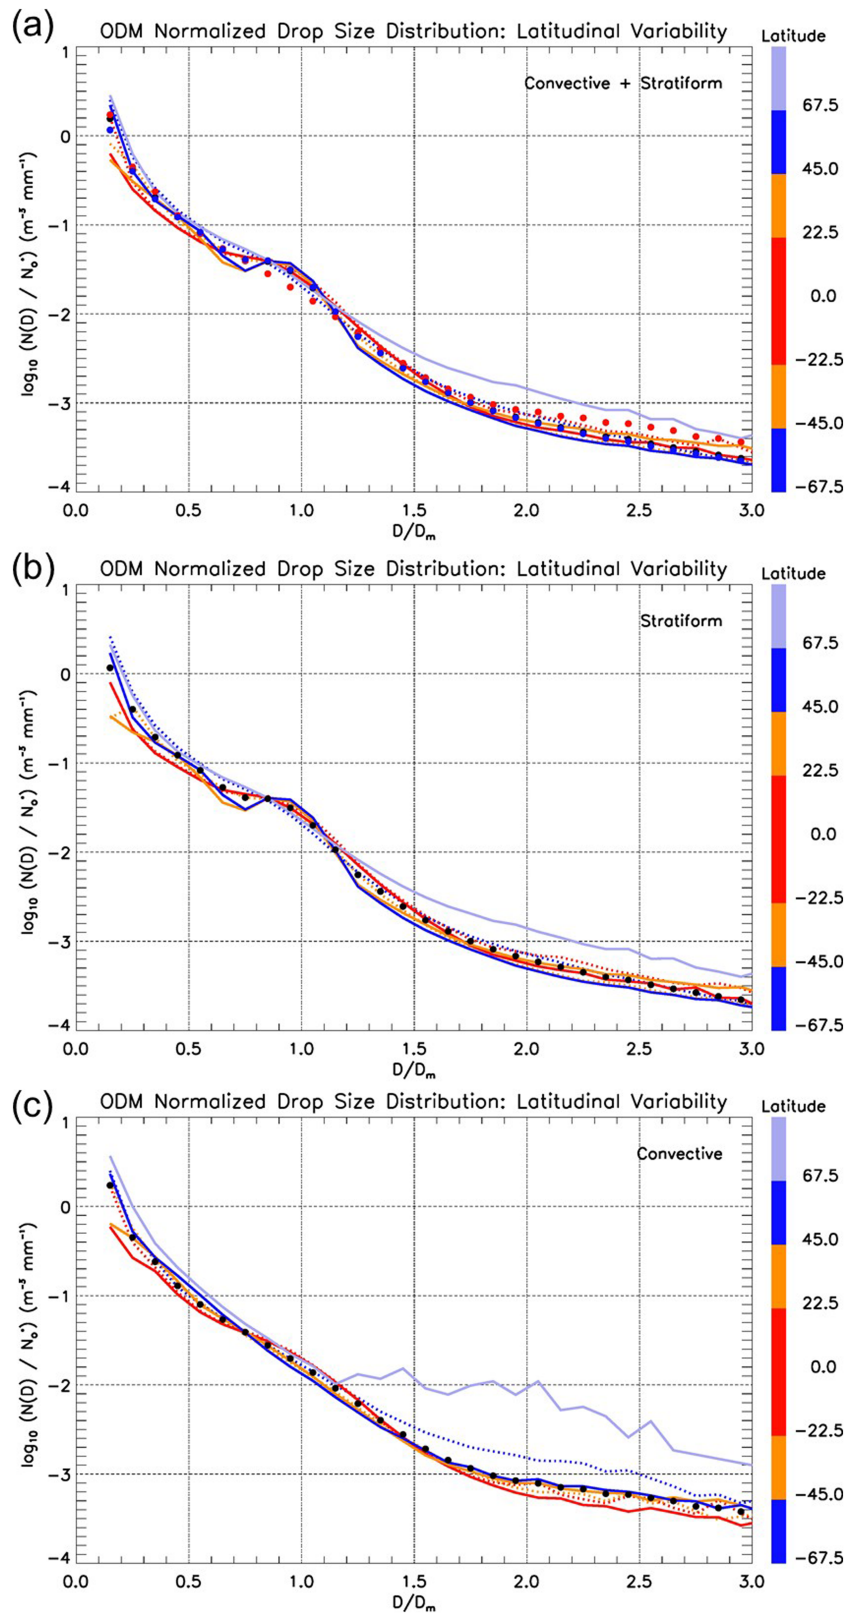 (a)
ODM Normalized Drop Size Distribution: Latitudinal Variability
Latitude
Convective + Stratiform
1
0
−1
−2
−3
−4
log₁₀ (N(D) / N₀*) (m⁻³ mm⁻¹)
0.0 0.5 1.0 1.5 2.0 2.5 3.0
D/Dₘ
67.5
45.0
22.5
0.0
−22.5
−45.0
−67.5
(b)
ODM Normalized Drop Size Distribution: Latitudinal Variability
Latitude
Stratiform
1
0
−1
−2
−3
−4
log₁₀ (N(D) / N₀*) (m⁻³ mm⁻¹)
0.0 0.5 1.0 1.5 2.0 2.5 3.0
D/Dₘ
67.5
45.0
22.5
0.0
−22.5
−45.0
−67.5
(c)
ODM Normalized Drop Size Distribution: Latitudinal Variability
Latitude
Convective
1
0
−1
−2
−3
−4
log₁₀ (N(D) / N₀*) (m⁻³ mm⁻¹)
0.0 0.5 1.0 1.5 2.0 2.5 3.0
D/Dₘ
67.5
45.0
22.5
0.0
−22.5
−45.0
−67.5